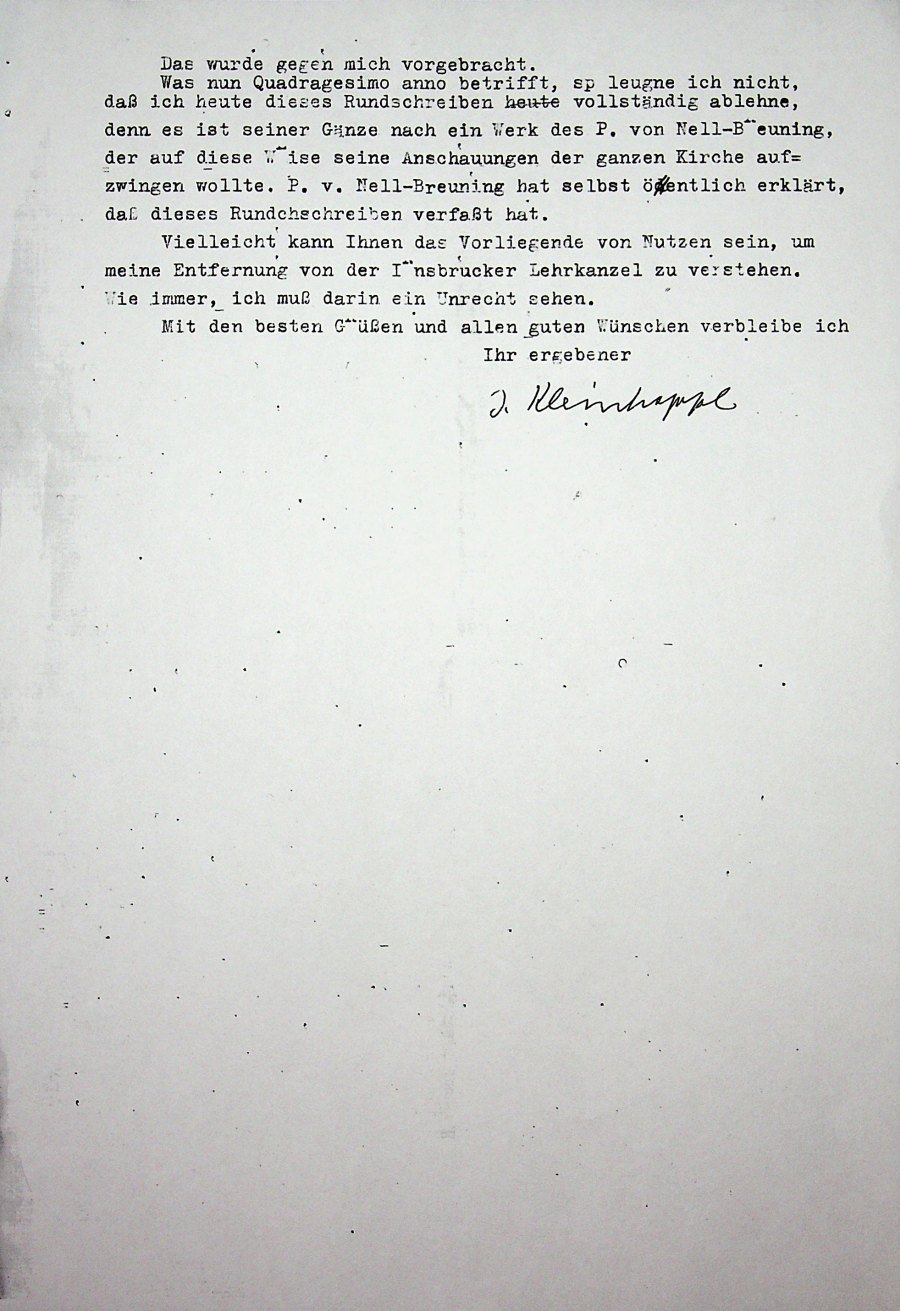 Das wurde gegen mich vorgebracht.
Was nun Quadragesimo anno betrifft, sp leugne ich nicht,
daß ich heute dieses Rundschreiben heute vollständig ablehne,
denn es ist seiner Gänze nach ein Werk des P. von Nell-B euning,
der auf diese W ise seine Anschauungen der ganzen Kirche auf=
zwingen wollte. P. v. Nell-Breuning hat selbst öffentlich erklärt,
daß dieses Rundchschreiben verfaßt hat.
Vielleicht kann Ihnen das Vorliegende von Nutzen sein, um
meine Entfernung von der I nsbrucker Lehrkanzel zu verstehen.
Wie immer, ich muß darin ein Unrecht sehen.
Mit den besten G üßen und allen guten Wünschen verbleibe ich
Ihr ergebener
J. Kleinhappl